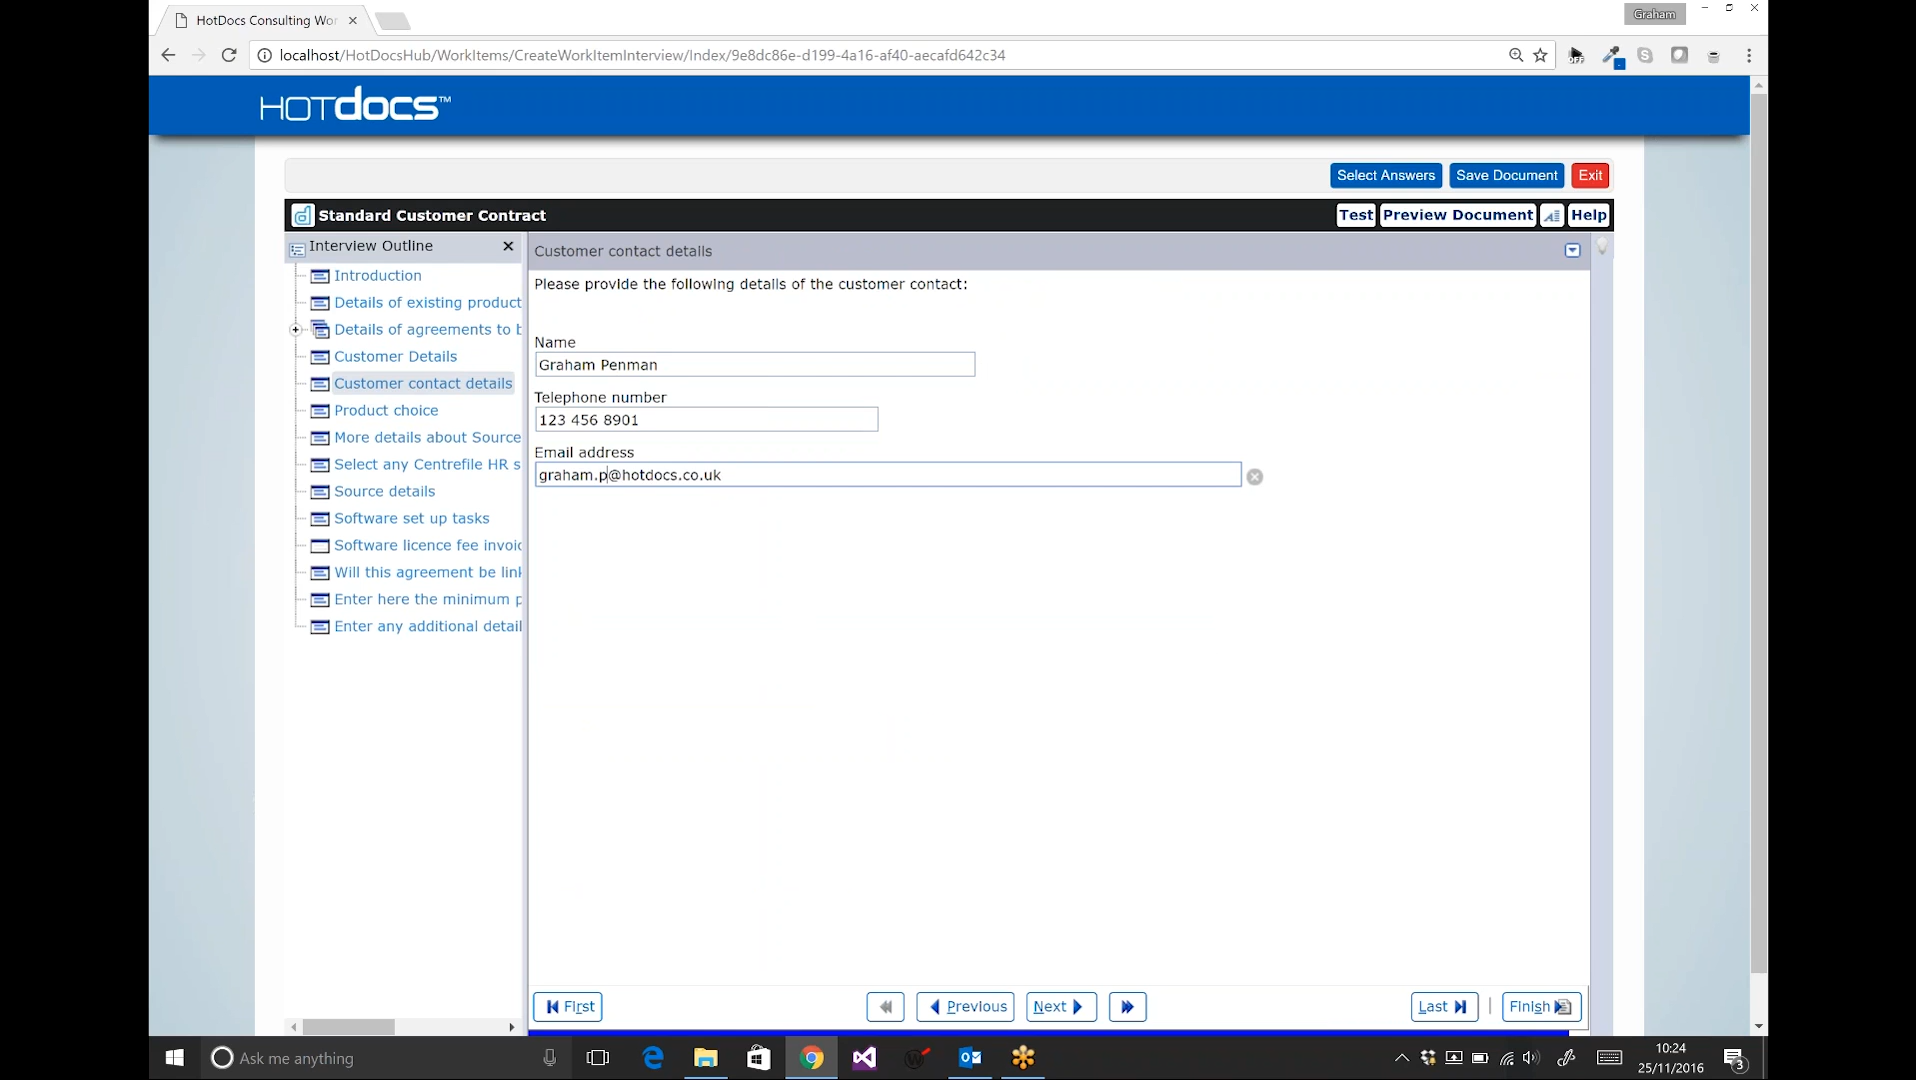 HotDocs Consulting Wor
Graham
localhost/HotDocsHub/WorkItems/CreateWorkItemInterview/Index/9e8dc86e-d199-4a16-af40-aecafd642c34
OFF
HOTdocs™
Select Answers
Save Document
Exit
Standard Customer Contract
Test
Preview Document
Help
Interview Outline
Introduction
Details of existing product
Details of agreements to b
Customer Details
Customer contact details
Product choice
More details about Source
Select any Centrefile HR s
Source details
Software set up tasks
Software licence fee invoic
Will this agreement be link
Enter here the minimum p
Enter any additional detail
Customer contact details
Please provide the following details of the customer contact:
Name
Graham Penman
Telephone number
123 456 8901
Email address
graham.p@hotdocs.co.uk
First
Previous
Next
Last
Finish
Ask me anything
10:24
25/11/2016
3